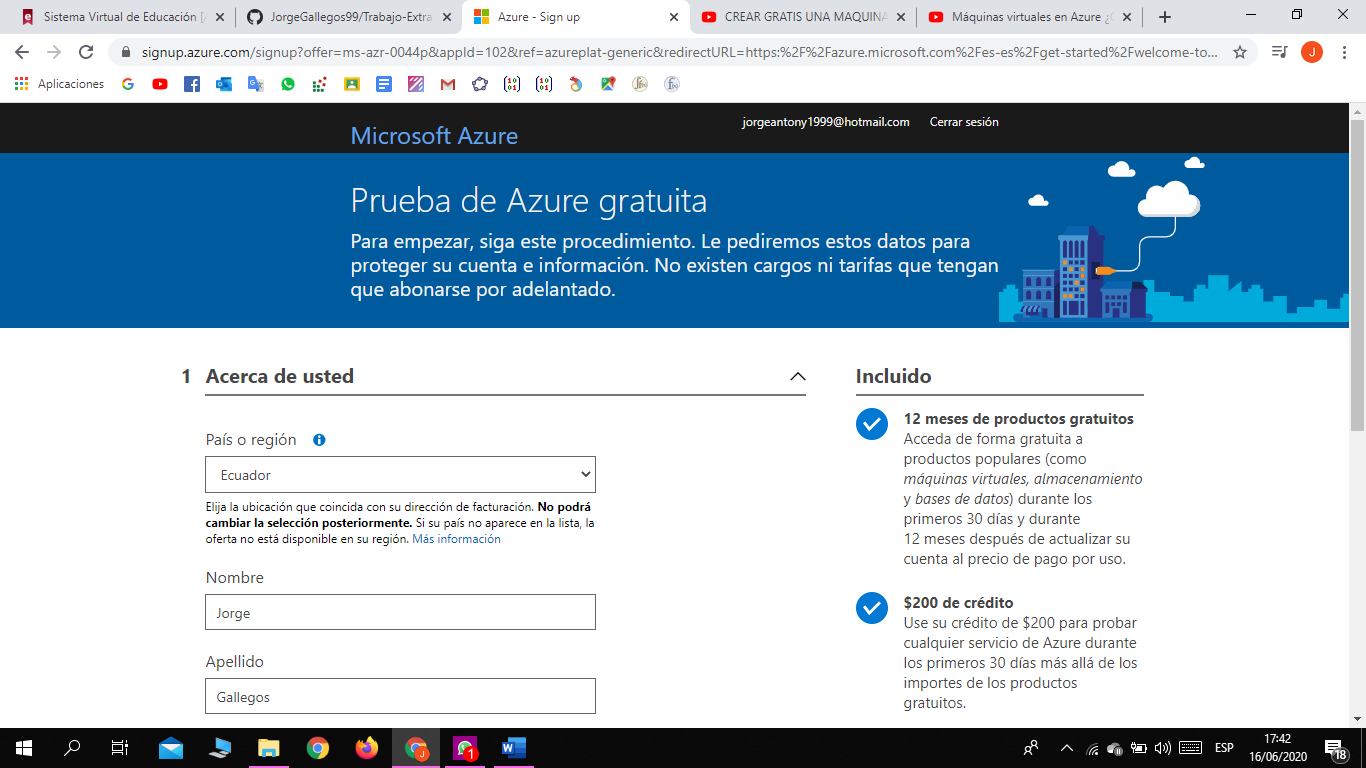 Sistema Virtual de Educación [A
JorgeGallegos99/Trabajo-Extra
Azure - Sign up
CREAR GRATIS UNA MAQUINA
Máquinas virtuales en Azure ¿C
signup.azure.com/signup?offer=ms-azr-0044p&appId=102&ref=azureplat-generic&redirectURL=https:%2F%2Fazure.microsoft.com%2Fes-es%2Fget-started%2Fwelcome-to...
J
Aplicaciones
Microsoft Azure
jorgeantony1999@hotmail.com
Cerrar sesión
Prueba de Azure gratuita
Para empezar, siga este procedimiento. Le pediremos estos datos para
proteger su cuenta e información. No existen cargos ni tarifas que tengan
que abonarse por adelantado.
1 Acerca de usted
País o región
Ecuador
Elija la ubicación que coincida con su dirección de facturación. No podrá
cambiar la selección posteriormente. Si su país no aparece en la lista, la
oferta no está disponible en su región. Más información
Nombre
Jorge
Apellido
Gallegos
Incluido
12 meses de productos gratuitos
Acceda de forma gratuita a
productos populares (como
máquinas virtuales, almacenamiento
y bases de datos) durante los
primeros 30 días y durante
12 meses después de actualizar su
cuenta al precio de pago por uso.
$200 de crédito
Use su crédito de $200 para probar
cualquier servicio de Azure durante
los primeros 30 días más allá de los
importes de los productos
gratuitos.
J
1
ESP
17:42
16/06/2020
18